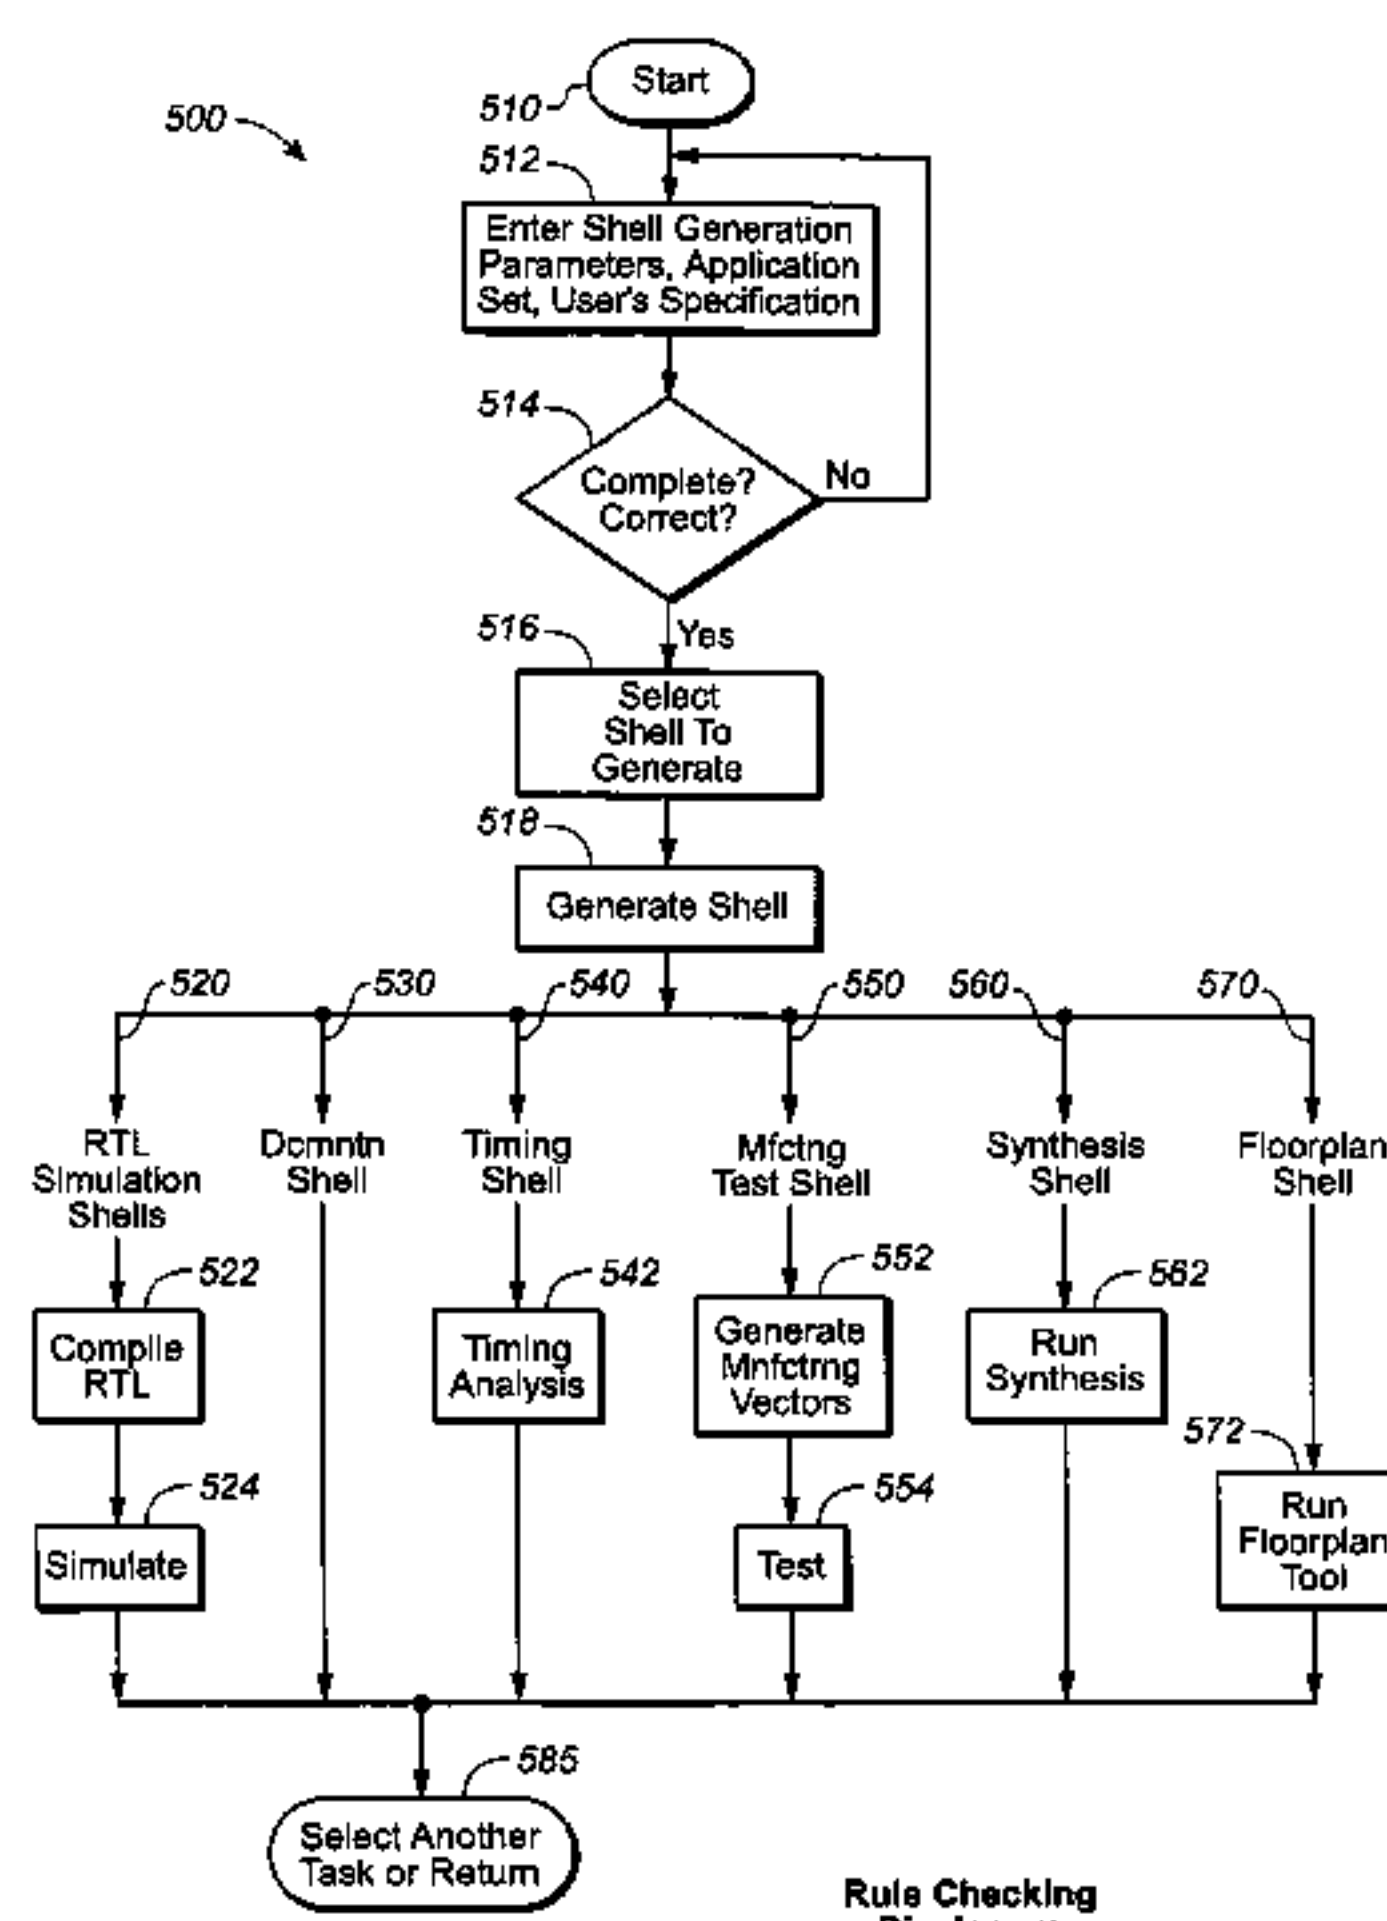 Start
510
500
512
Enter Shell Generation
Parameters, Application
Set, User's Specification
514
Complete?
Correct?
No
Yes
516
Select
Shell To
Generate
518
Generate Shell
520
530
540
550
560
570
RTL
Simulation
Shells
Dcmntn
Shell
Timing
Shell
Mfctng
Test Shell
Synthesis
Shell
Floorplan
Shell
522
Compile
RTL
542
Timing
Analysis
552
Generate
Mnfctrng
Vectors
562
Run
Synthesis
572
Run
Floorplan
Tool
524
Simulate
554
Test
585
Select Another
Task or Return
Rule Checking